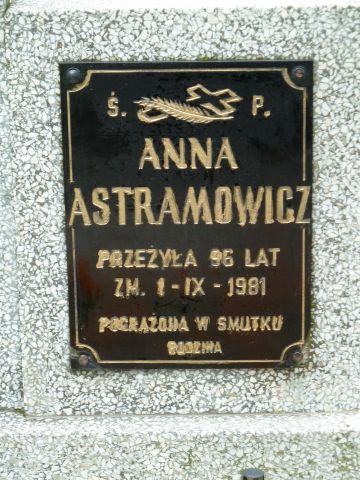 Ś. P.
ANNA
ASTRAMOWICZ
PRZEŻYŁA 96 LAT
ZM. 1-IX-1981
POGRĄŻONA W SMUTKU
RODZINA